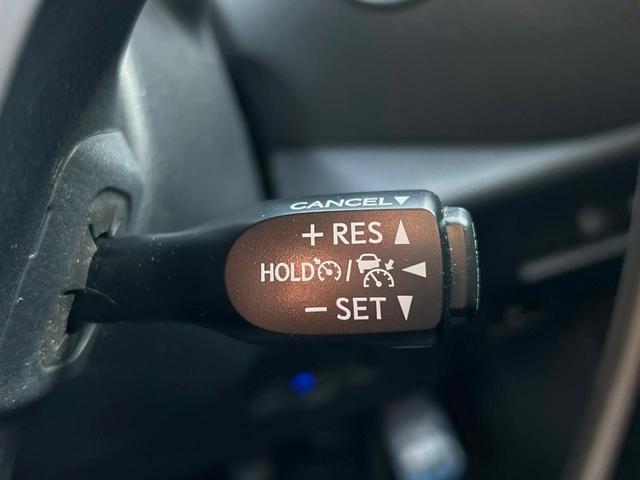 CANCEL▼
+ RES ▲
HOLD / ◀
− SET ▼